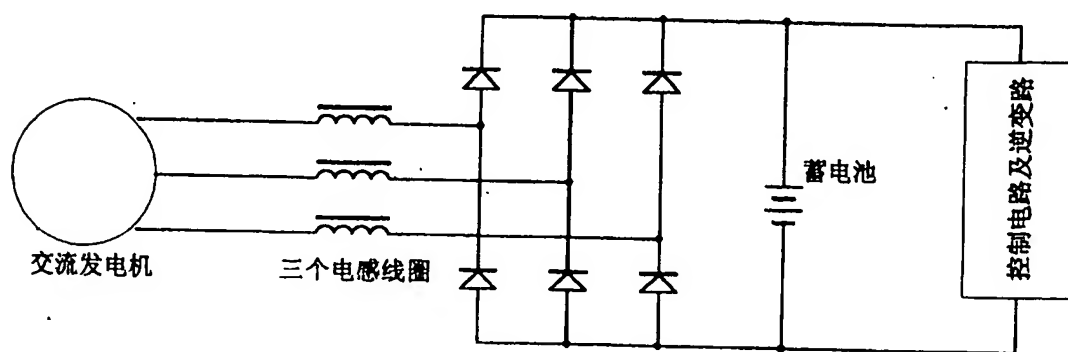 交流发电机
三个电感线圈
蓄电池
控制电路及逆变路